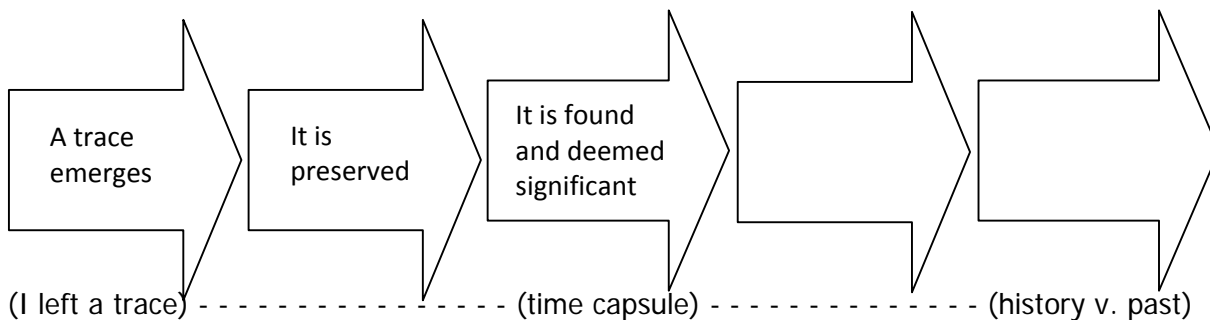 A trace
emerges
It is
preserved
It is found
and deemed
significant
(I left a trace) - - - - - - - - - - - - - - - - - - - - (time capsule) - - - - - - - - - - - - - - - - - - (history v. past)